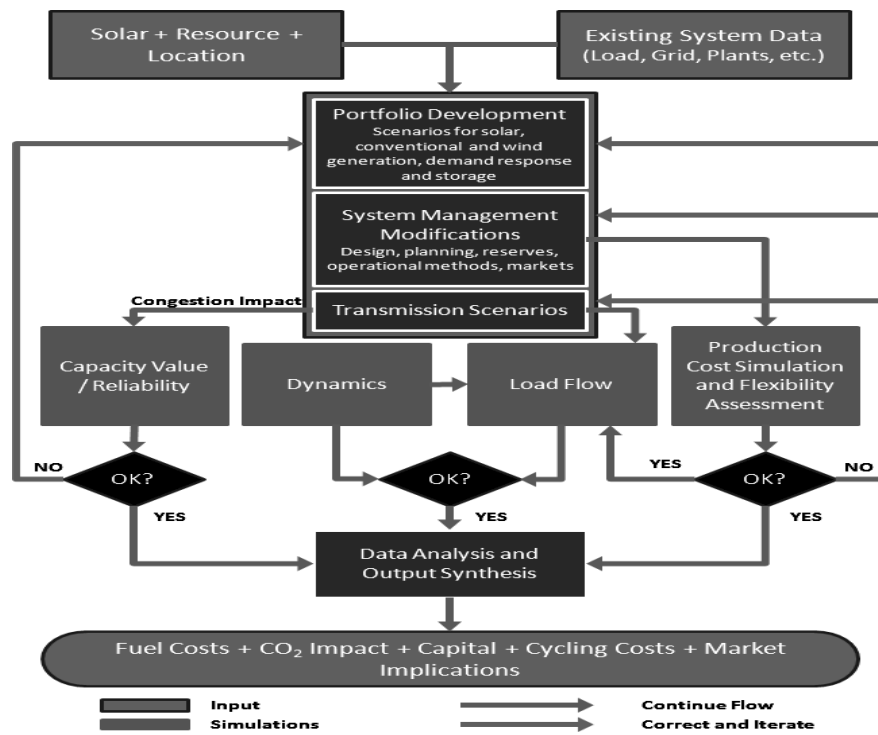 Solar + Resource +
Location
Existing System Data
(Load, Grid, Plants, etc.)
Portfolio Development
Scenarios for solar,
conventional and wind
generation, demand response
and storage
System Management
Modifications
Design, planning, reserves,
operational methods, markets
Congestion Impact
Transmission Scenarios
Capacity Value
/ Reliability
Dynamics
Load Flow
Production
Cost Simulation
and Flexibility
Assessment
NO
OK?
YES
OK?
YES
YES
OK?
NO
YES
Data Analysis and
Output Synthesis
Fuel Costs + CO₂ Impact + Capital + Cycling Costs + Market
Implications
Input
Continue Flow
Simulations
Correct and Iterate